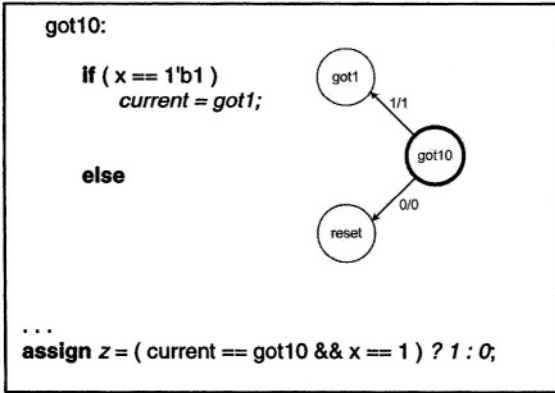 got10:
if ( x == 1'b1 )
current = got1;
else
got1
1/1
got10
0/0
reset
. . .
assign z = ( current == got10 && x == 1 ) ? 1 : 0;